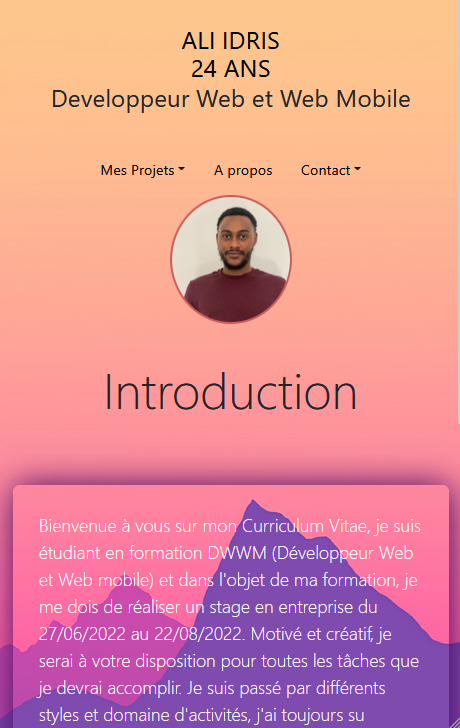 ALI IDRIS
24 ANS
Developpeur Web et Web Mobile
Mes Projets A propos Contact
Introduction
Bienvenue à vous sur mon Curriculum Vitae, je suis
étudiant en formation DWWM (Développeur Web
et Web mobile) et dans l'objet de ma formation, je
me dois de réaliser un stage en entreprise du
27/06/2022 au 22/08/2022. Motivé et créatif, je
serai à votre disposition pour toutes les tâches que
je devrai accomplir. Je suis passé par différents
styles et domaine d'activités, j'ai toujours su